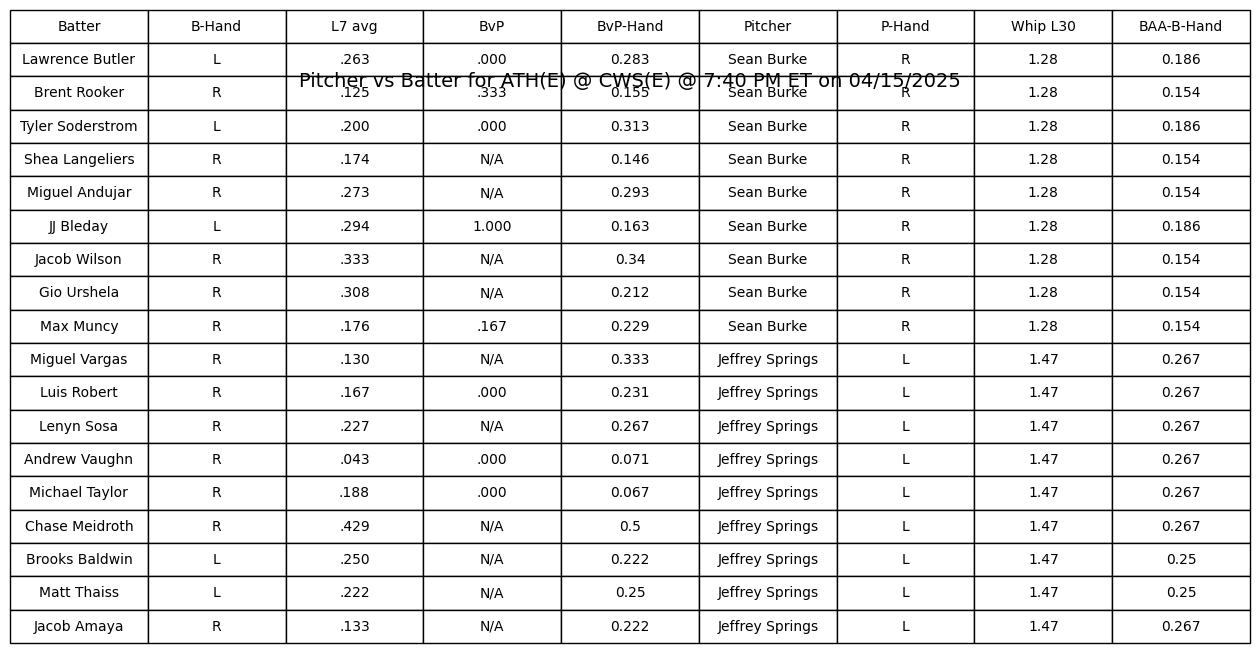 Batter B-Hand L7 avg BvP BvP-Hand Pitcher P-Hand Whip L30 BAA-B-Hand
Lawrence Butler L .263 .000 0.283 Sean Burke R 1.28 0.186
Pitcher vs Batter for ATH(E) @ CWS(E) @ 7:40 PM ET on 04/15/2025
Brent Rooker R .125 .333 0.155 Sean Burke R 1.28 0.154
Tyler Soderstrom L .200 .000 0.313 Sean Burke R 1.28 0.186
Shea Langeliers R .174 N/A 0.146 Sean Burke R 1.28 0.154
Miguel Andujar R .273 N/A 0.293 Sean Burke R 1.28 0.154
JJ Bleday L .294 1.000 0.163 Sean Burke R 1.28 0.186
Jacob Wilson R .333 N/A 0.34 Sean Burke R 1.28 0.154
Gio Urshela R .308 N/A 0.212 Sean Burke R 1.28 0.154
Max Muncy R .176 .167 0.229 Sean Burke R 1.28 0.154
Miguel Vargas R .130 N/A 0.333 Jeffrey Springs L 1.47 0.267
Luis Robert R .167 .000 0.231 Jeffrey Springs L 1.47 0.267
Lenyn Sosa R .227 N/A 0.267 Jeffrey Springs L 1.47 0.267
Andrew Vaughn R .043 .000 0.071 Jeffrey Springs L 1.47 0.267
Michael Taylor R .188 .000 0.067 Jeffrey Springs L 1.47 0.267
Chase Meidroth R .429 N/A 0.5 Jeffrey Springs L 1.47 0.267
Brooks Baldwin L .250 N/A 0.222 Jeffrey Springs L 1.47 0.25
Matt Thaiss L .222 N/A 0.25 Jeffrey Springs L 1.47 0.25
Jacob Amaya R .133 N/A 0.222 Jeffrey Springs L 1.47 0.267